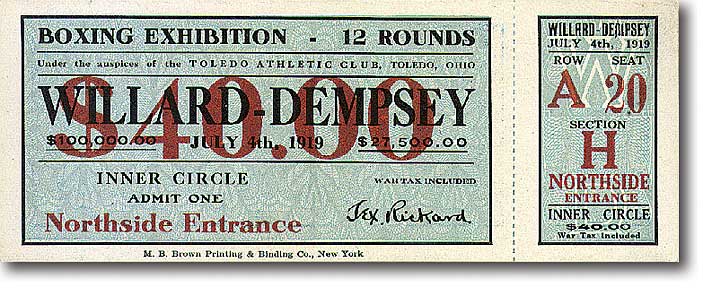 BOXING EXHIBITION - 12 ROUNDS
Under the auspices of the TOLEDO ATHLETIC CLUB, TOLEDO, OHIO
$40.00
WILLARD-DEMPSEY
$100,000.00 JULY 4th, 1919 $27,500.00
INNER CIRCLE WAR TAX INCLUDED
ADMIT ONE
Northside Entrance Tex Rickard
M. B. Brown Printing & Binding Co., New York
WILLARD-DEMPSEY
JULY 4th, 1919
ROW SEAT
A 20
SECTION
H
NORTHSIDE
ENTRANCE
INNER CIRCLE
$40.00
War Tax Included